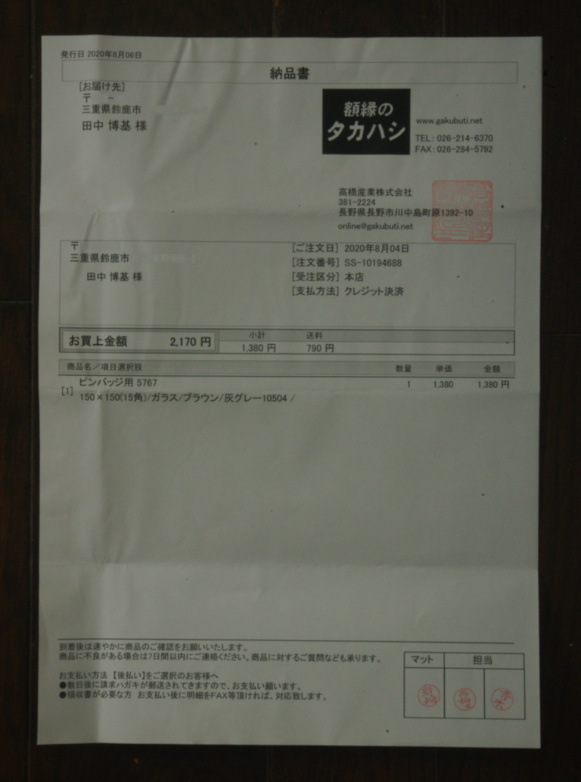 発行日 2020年8月06日
納品書
[お届け先]
〒 -
三重県鈴鹿市
田中 博基 様
額縁の
タカハシ
www.gakubuti.net
TEL: 026-214-6370
FAX: 026-284-5792
高橋産業株式会社
381-2224
長野県長野市川中島町原1392-10
online@gakubuti.net
〒
三重県鈴鹿市
田中 博基 様
[ご注文日] 2020年8月04日
[注文番号] SS-10194688
[受注区分] 本店
[支払方法] クレジット決済
お買上金額 2,170 円
小計 送料
1,380 円 790 円
商品名/項目選択肢 数量 単価 金額
[1] ピンバッジ用 5767 1 1,380 1,380 円
150×150(15角)/ガラス/ブラウン/灰グレー10504 /
到着後は速やかに商品のご確認をお願いいたします。
商品に不良がある場合は7日間以内にご連絡ください。商品に対するご質問なども承ります。
お支払い方法 【後払い】をご選択のお客様へ
●数日後に請求ハガキが郵送されてきますので、お支払い願います。
●領収書が必要な方 お支払い後に明細をFAX等頂ければ、対応致します。
マット 担当